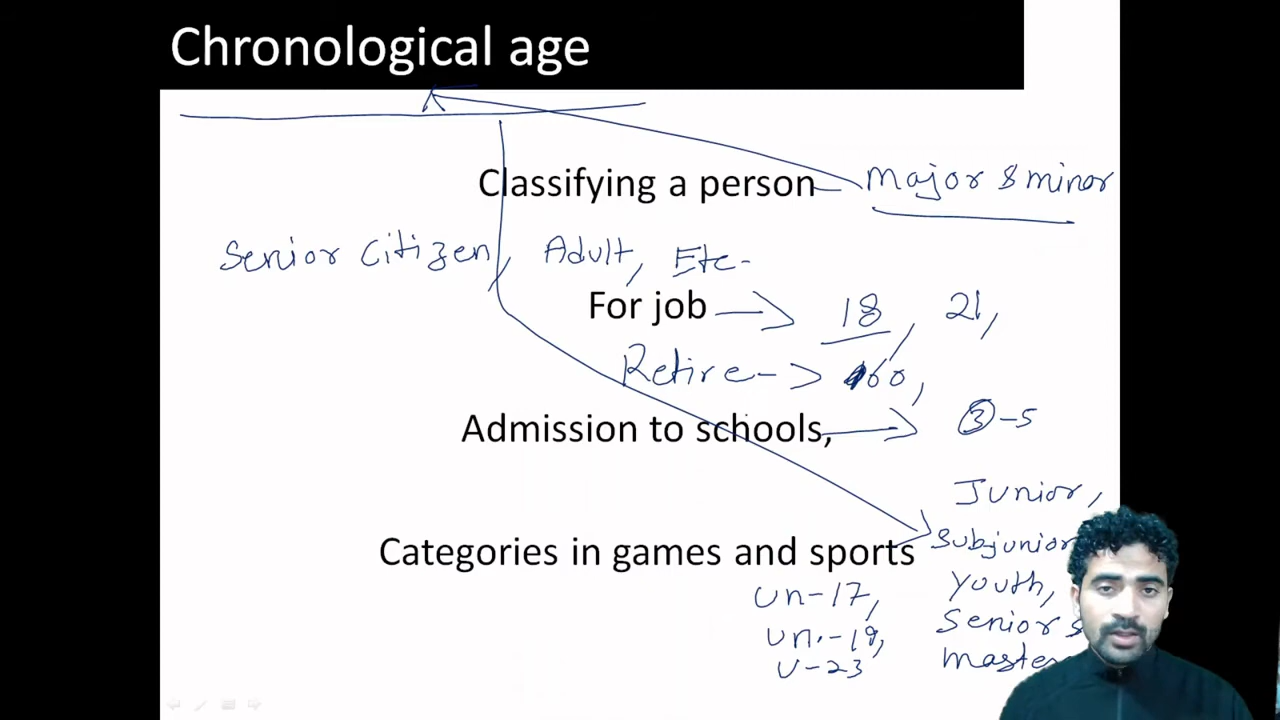 Chronological age
Classifying a person major & minor
Senior Citizen, Adult, Etc.
For job 18, 21,
Retire -> 60,
Admission to schools, 3-5
Junior,
Categories in games and sports Subjunior
Un-17, Youth,
Un.-19, Seniors
U-23 maste